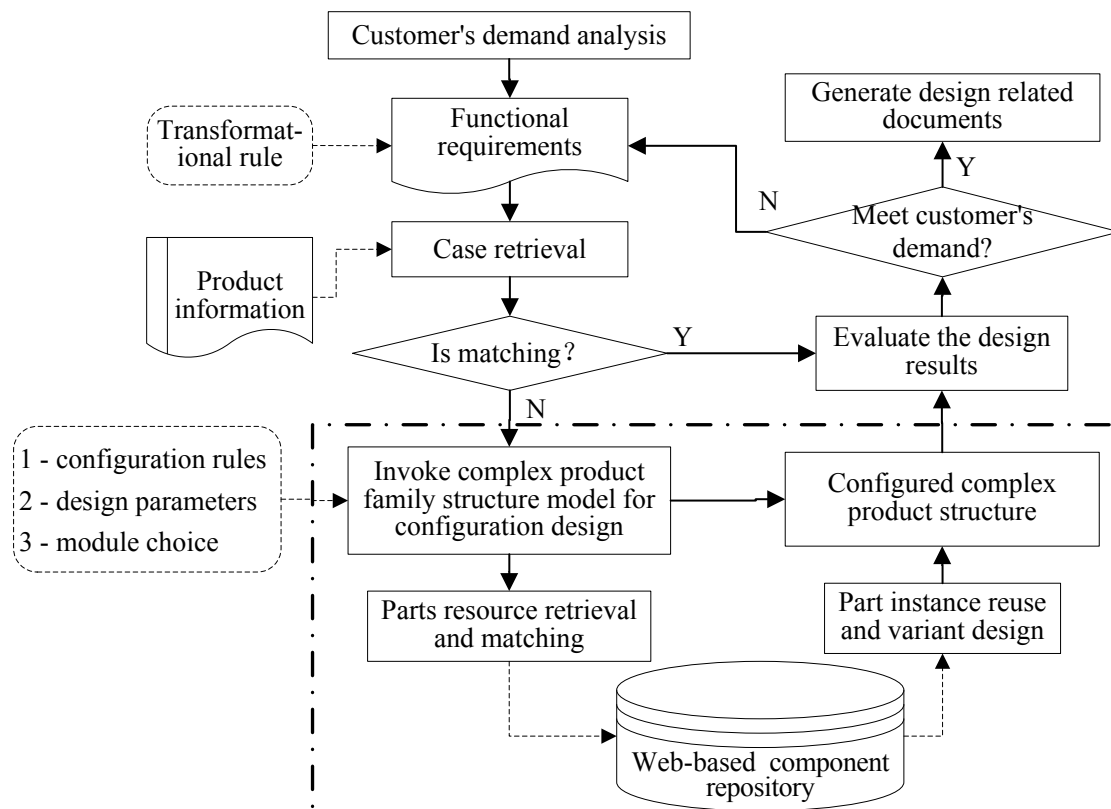 Customer's demand analysis
Functional
requirements
Transformat-
ional rule
Generate design related
documents
Y
N
Meet customer's
demand?
Case retrieval
Product
information
Is matching？
Y
Evaluate the design
results
N
1 - configuration rules
2 - design parameters
3 - module choice
Invoke complex product
family structure model for
configuration design
Configured complex
product structure
Parts resource retrieval
and matching
Part instance reuse
and variant design
Web-based component
repository